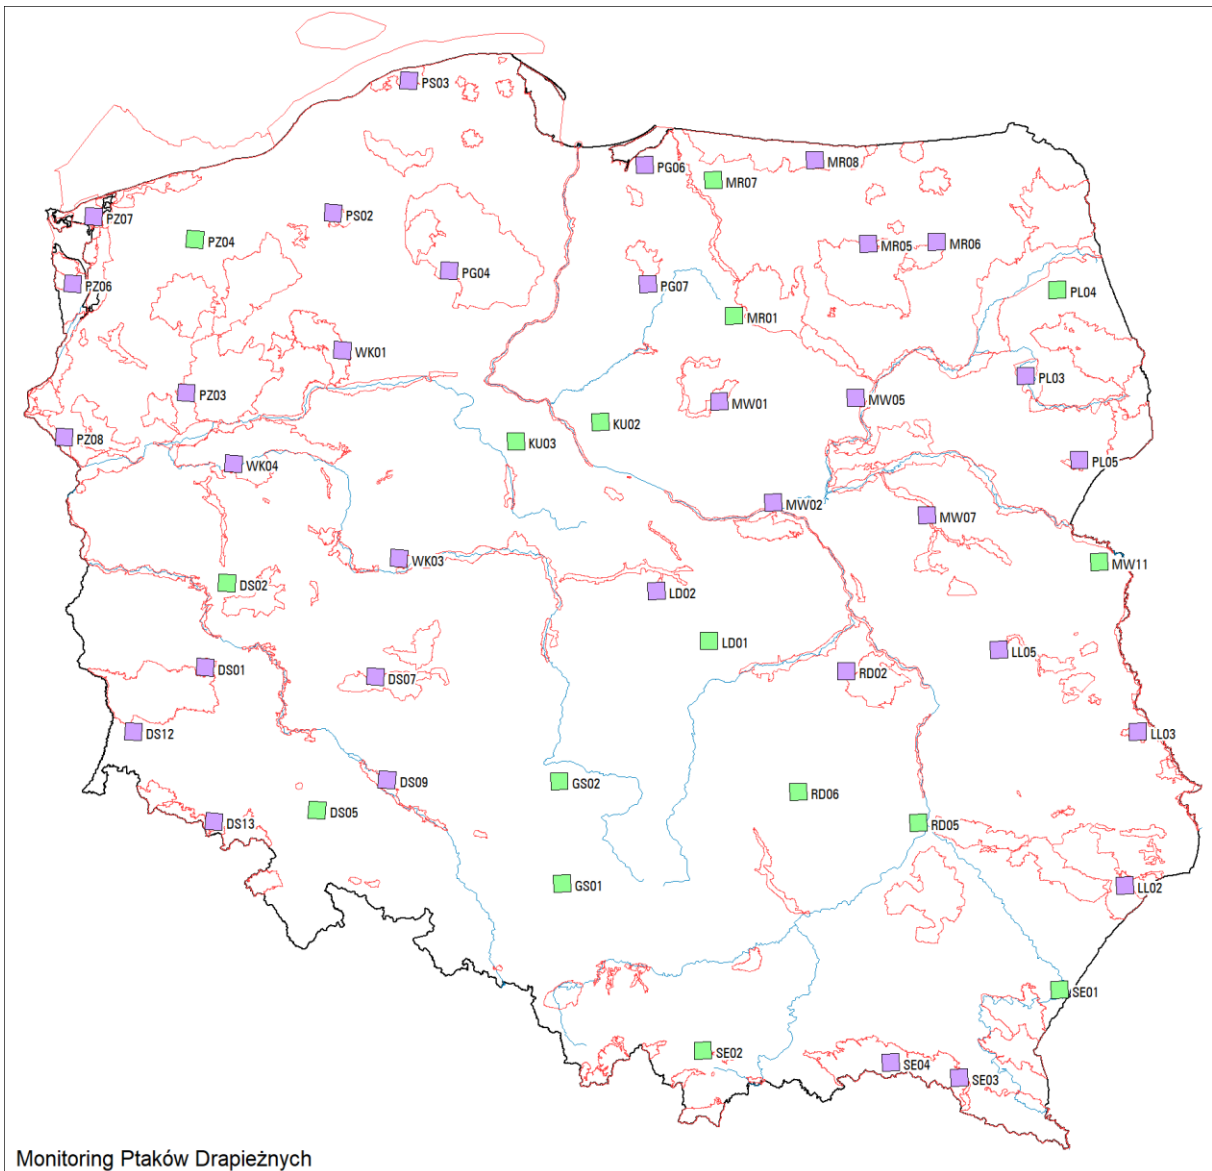 PS03
MR08
PG06
MR07
PS02
PZ07
PZ04
MR06
MR05
PG04
PZ06
PG07
PL04
MR01
WK01
PL03
PZ03
MW05
MW01
KU02
PZ08
KU03
PL05
WK04
MW02
MW07
WK03
MW11
DS02
LD02
LD01
LL05
DS01
RD02
DS07
DS12
LL03
DS09
GS02
RD06
DS05
DS13
RD05
GS01
LL02
SE01
SE02
SE04
SE03
Monitoring Ptaków Drapieżnych